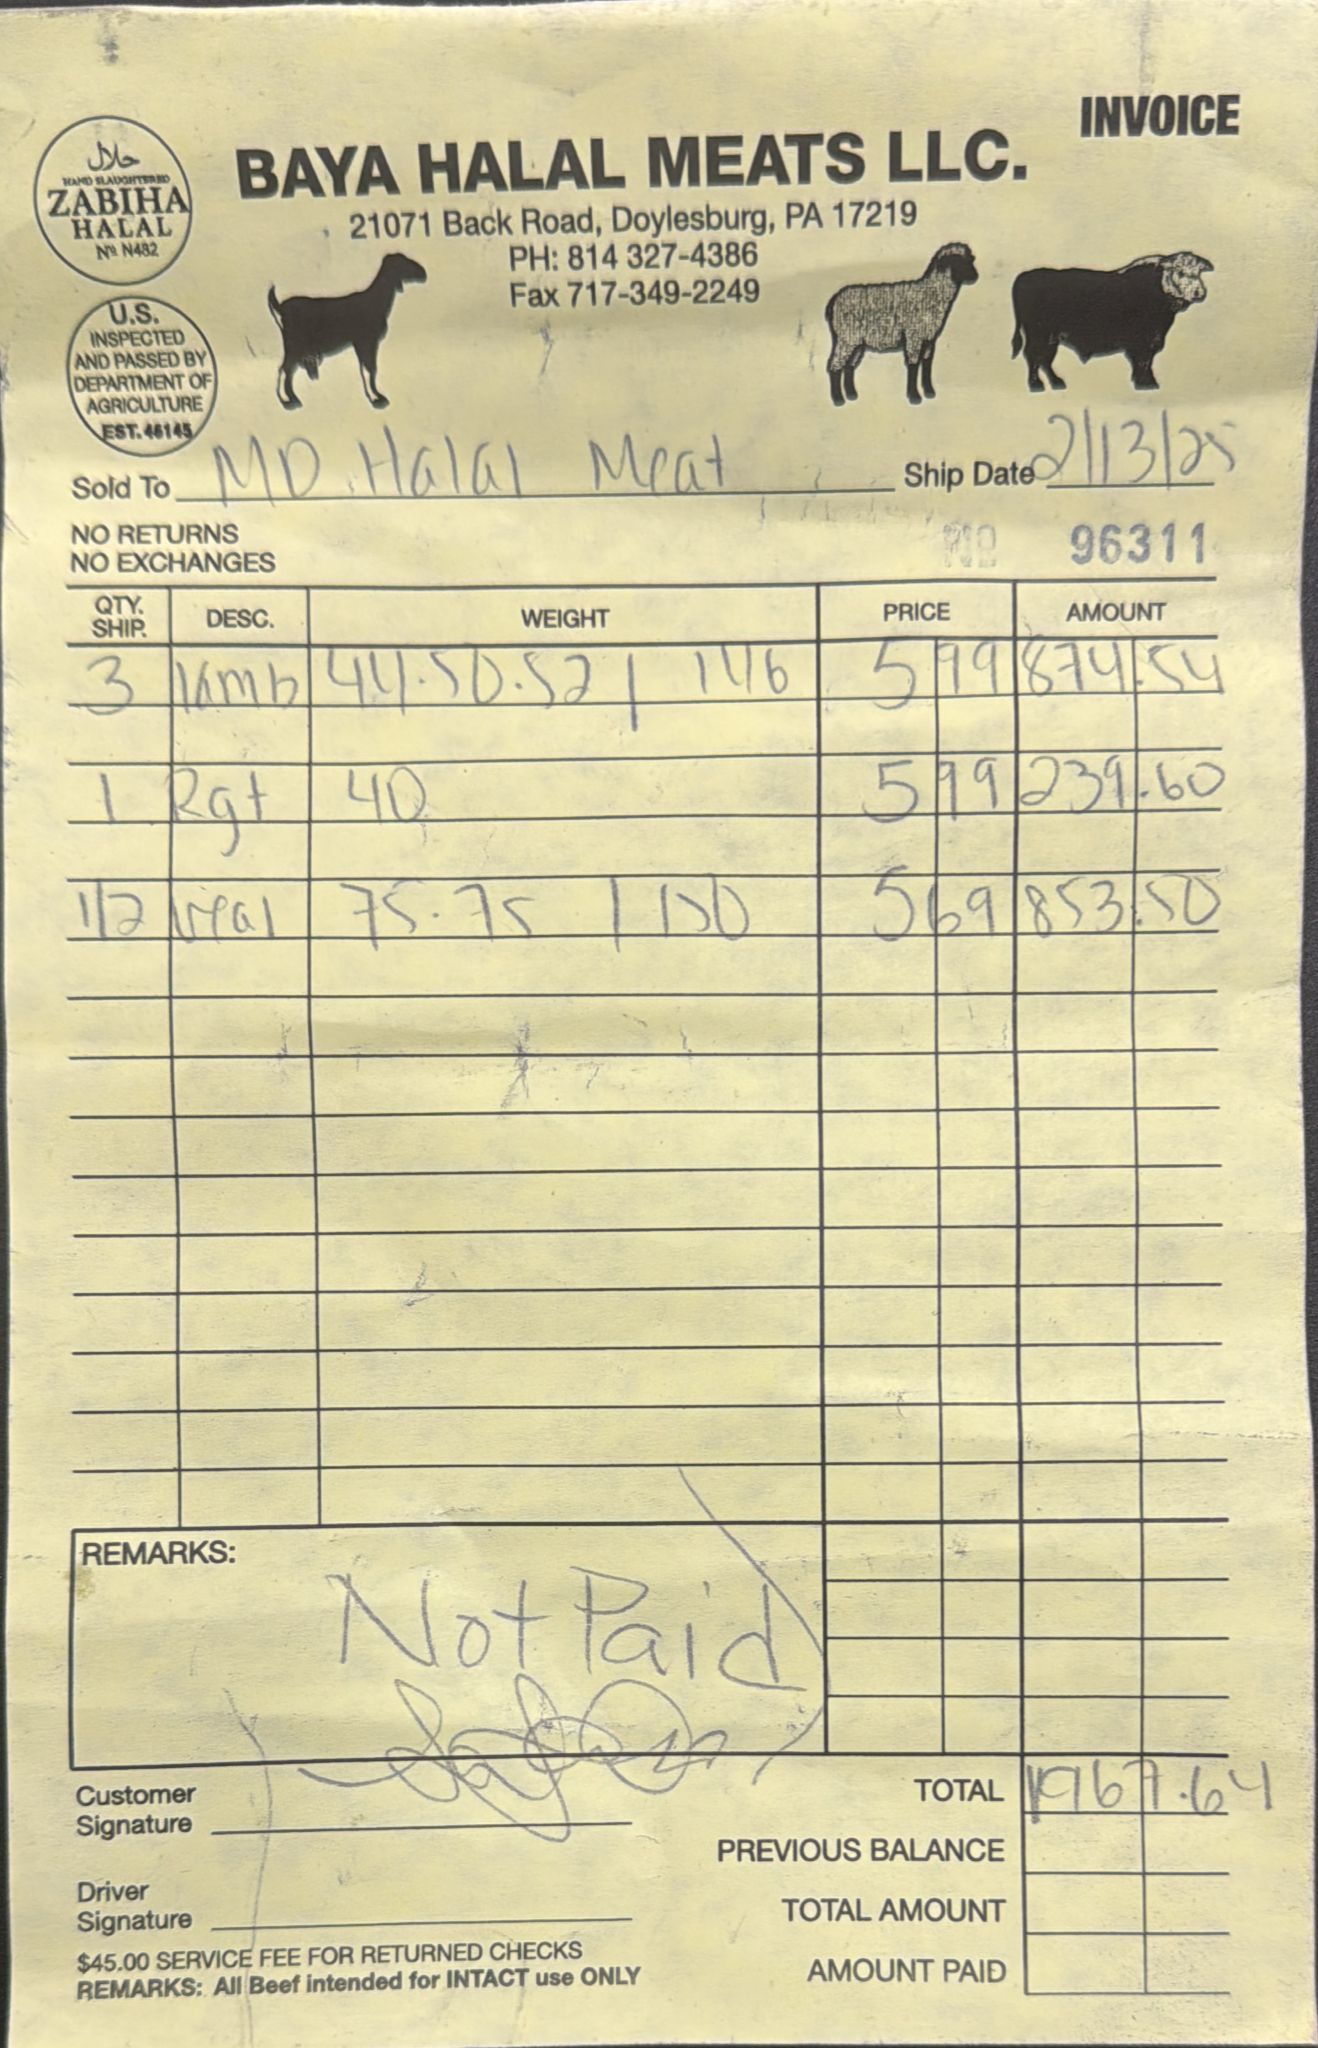 INVOICE
حلال
HAND SLAUGHTERED
ZABIHA
HALAL
Nº N482
BAYA HALAL MEATS LLC.
21071 Back Road, Doylesburg, PA 17219
PH: 814 327-4386
Fax 717-349-2249
U.S.
INSPECTED
AND PASSED BY
DEPARTMENT OF
AGRICULTURE
EST. 46145
Sold To MD Halal Meat Ship Date 2/13/25
NO RETURNS
NO EXCHANGES
Nº 96311
QTY. SHIP. DESC. WEIGHT PRICE AMOUNT
3 lamb 44.50.52 | 146 5 99 874.54
1 Rgt 40 5 99 239.60
1/2 veal 75.75 | 150 5 69 853.50
REMARKS:
Not Paid
Customer
Signature
TOTAL 1967.64
PREVIOUS BALANCE
Driver
Signature
TOTAL AMOUNT
AMOUNT PAID
$45.00 SERVICE FEE FOR RETURNED CHECKS
REMARKS: All Beef intended for INTACT use ONLY